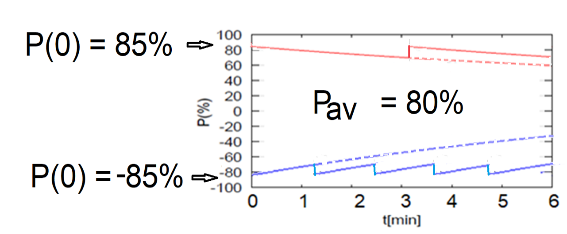 P(0) = 85% ⇨
100
80
60
40
20
0
-20
-40
-60
-80
-100
P(%)
Pav = 80%
P(0) = -85% ⇨
0 1 2 3 4 5 6
t[min]